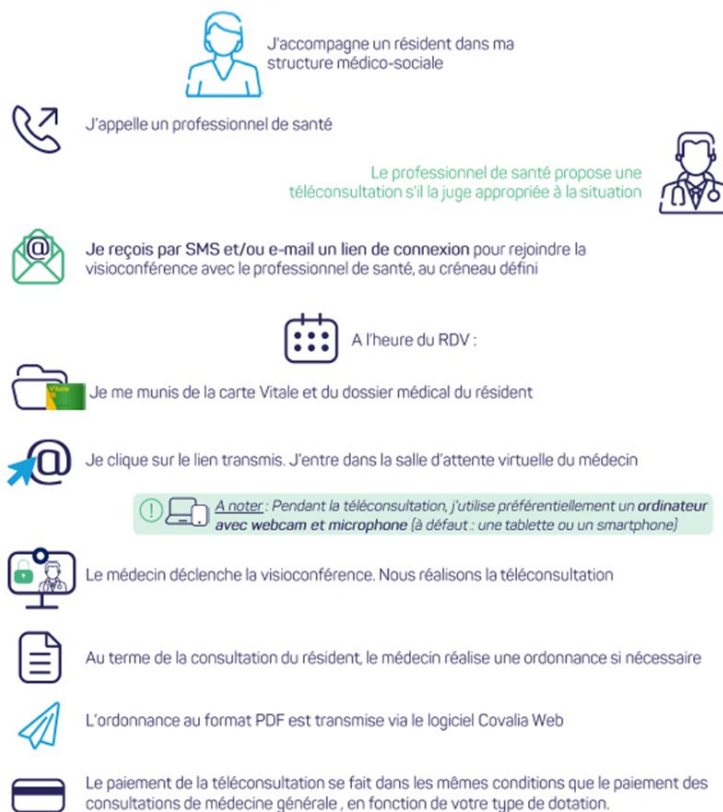 J'accompagne un résident dans ma
structure médico-sociale
J'appelle un professionnel de santé
Le professionnel de santé propose une
téléconsultation s'il la juge appropriée à la situation
@
Je reçois par SMS et/ou e-mail un lien de connexion pour rejoindre la
visioconférence avec le professionnel de santé, au créneau défini
A l'heure du RDV :
Vitale
Je me munis de la carte Vitale et du dossier médical du résident
@
Je clique sur le lien transmis. J'entre dans la salle d'attente virtuelle du médecin
! A noter : Pendant la téléconsultation, j'utilise préférentiellement un ordinateur
avec webcam et microphone (à défaut : une tablette ou un smartphone)
Le médecin déclenche la visioconférence. Nous réalisons la téléconsultation
Au terme de la consultation du résident, le médecin réalise une ordonnance si nécessaire
L'ordonnance au format PDF est transmise via le logiciel Covalia Web
Le paiement de la téléconsultation se fait dans les mêmes conditions que le paiement des
consultations de médecine générale , en fonction de votre type de dotation.